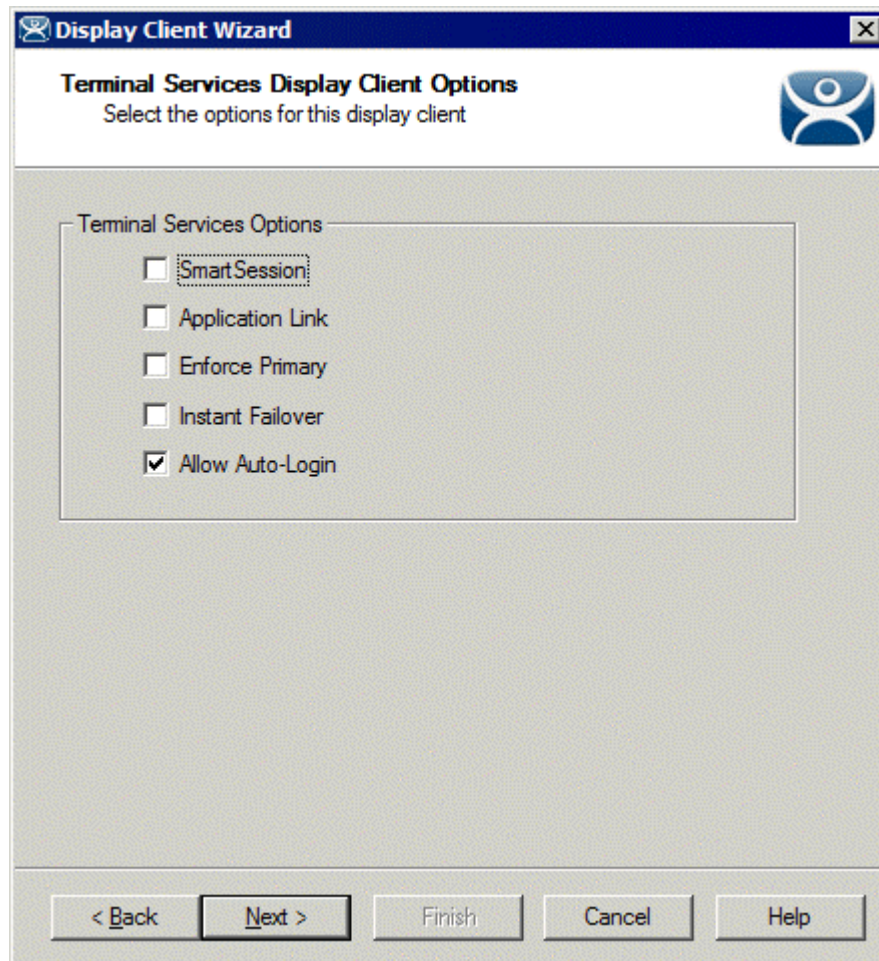 Display Client Wizard
Terminal Services Display Client Options
Select the options for this display client
Terminal Services Options
SmartSession
Application Link
Enforce Primary
Instant Failover
Allow Auto-Login
< Back Next > Finish Cancel Help